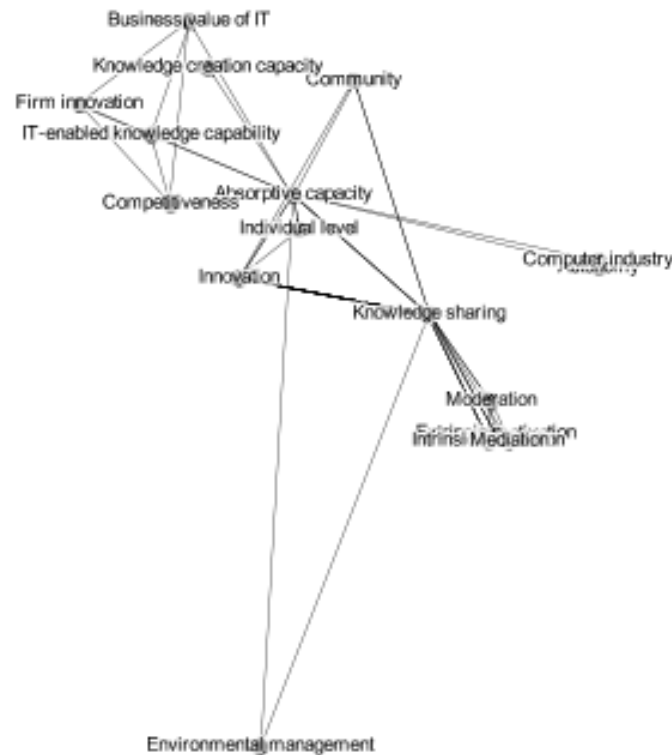 Business value of IT
Knowledge creation capacity
Community
Firm innovation
IT-enabled knowledge capability
Absorptive capacity
Competitiveness
Individual level
Computer industry
Innovation
Knowledge sharing
Moderation
Mediation
Environmental management